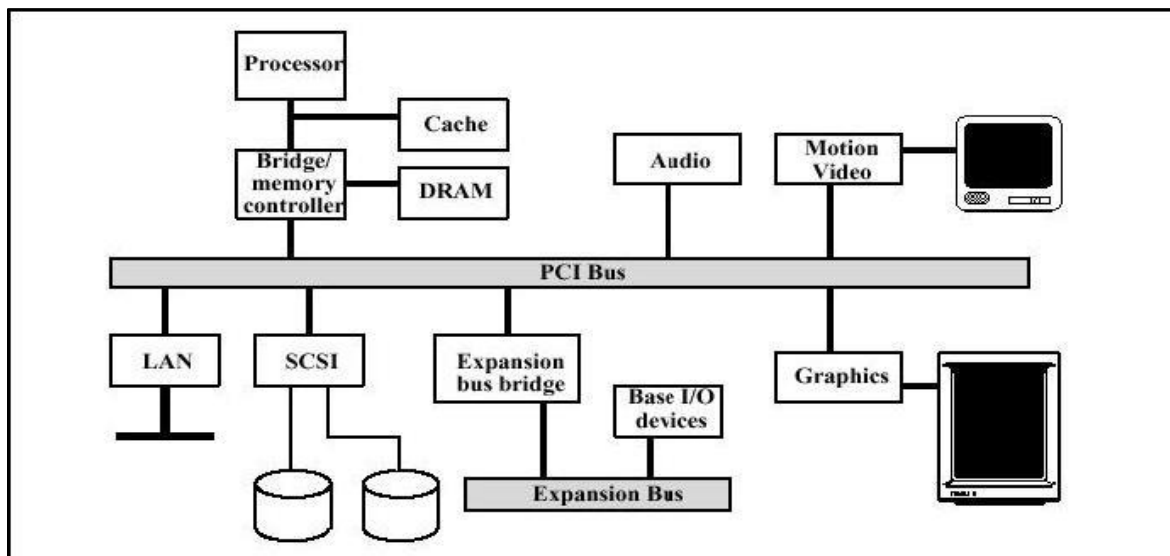 Processor
Cache
Bridge/
memory
controller
DRAM
Audio
Motion
Video
PCI Bus
LAN
SCSI
Expansion
bus bridge
Base I/O
devices
Graphics
Expansion Bus